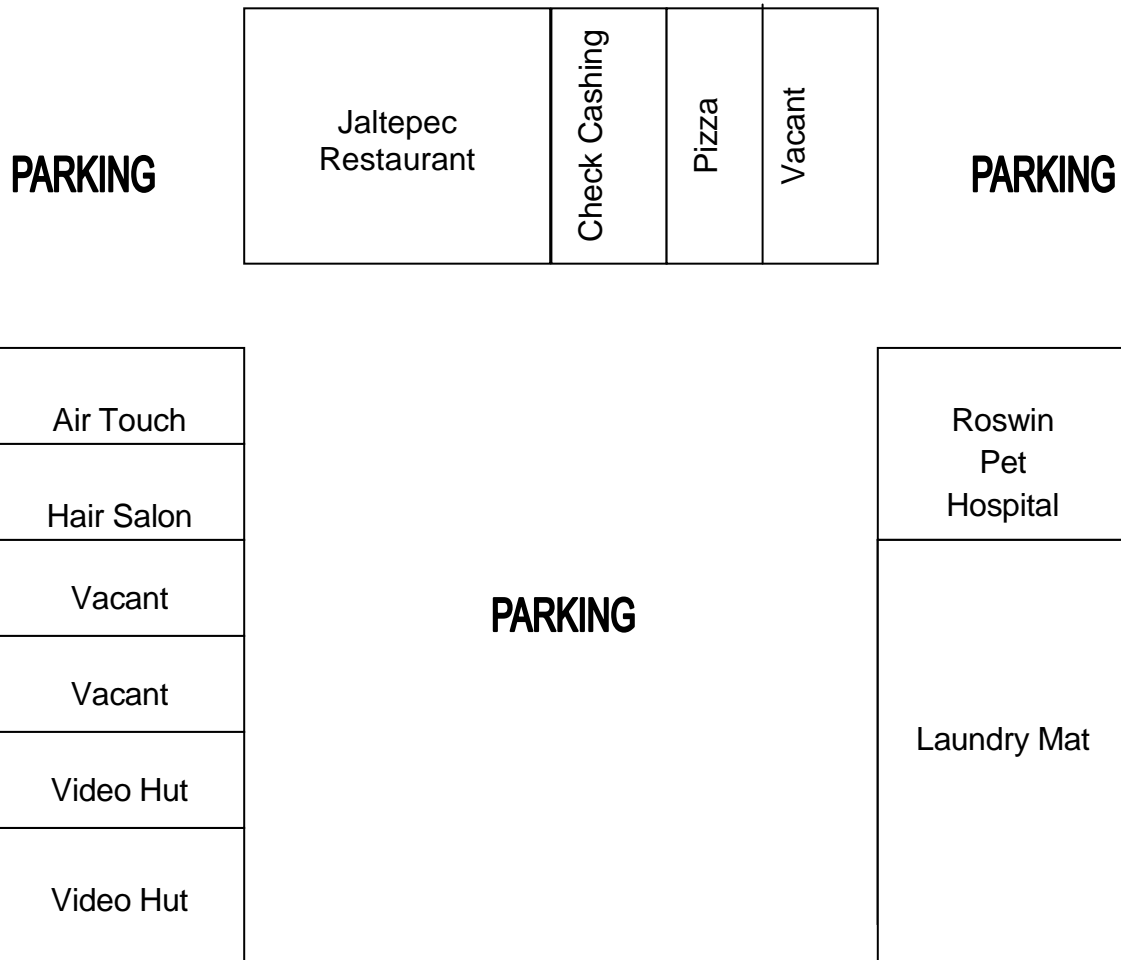 PARKING
Jaltepec
Restaurant
Check Cashing
Pizza
Vacant
PARKING
Air Touch
Hair Salon
Vacant
Vacant
Video Hut
Video Hut
PARKING
Roswin
Pet
Hospital
Laundry Mat